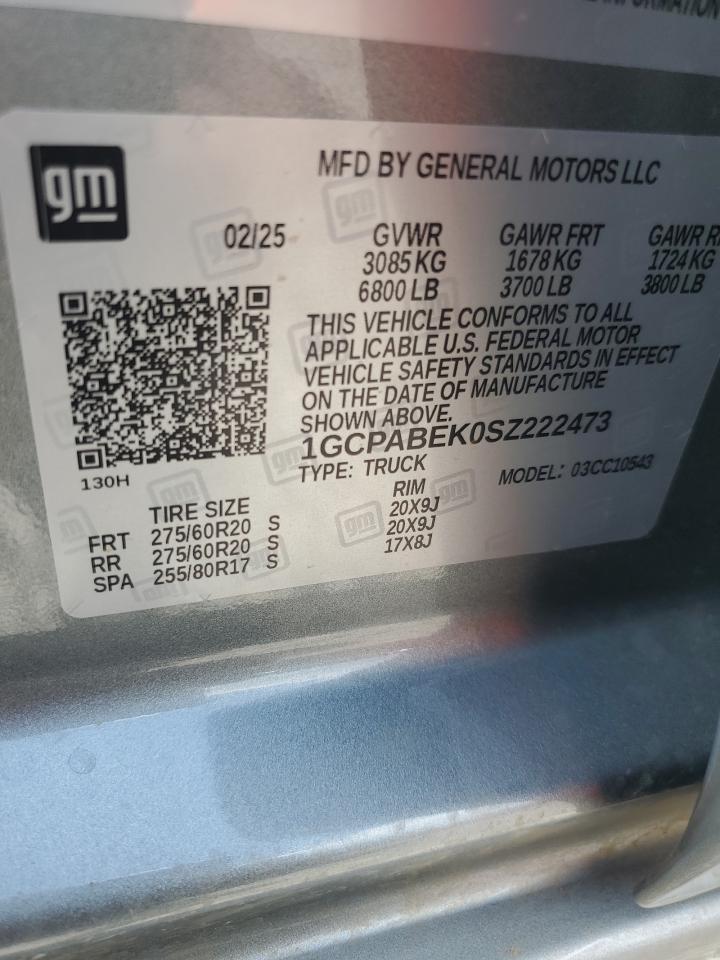 INFORMATION
gm
MFD BY GENERAL MOTORS LLC
02/25 GVWR GAWR FRT GAWR
3085 KG 1678 KG 1724 KG
6800 LB 3700 LB 3800 LB
THIS VEHICLE CONFORMS TO ALL
APPLICABLE U.S. FEDERAL MOTOR
VEHICLE SAFETY STANDARDS IN EFFECT
ON THE DATE OF MANUFACTURE
SHOWN ABOVE.
1GCPABEK0SZ222473
TYPE: TRUCK MODEL: 03CC10543
130H
TIRE SIZE RIM
FRT 275/60R20 S 20X9J
RR 275/60R20 S 20X9J
SPA 255/80R17 S 17X8J